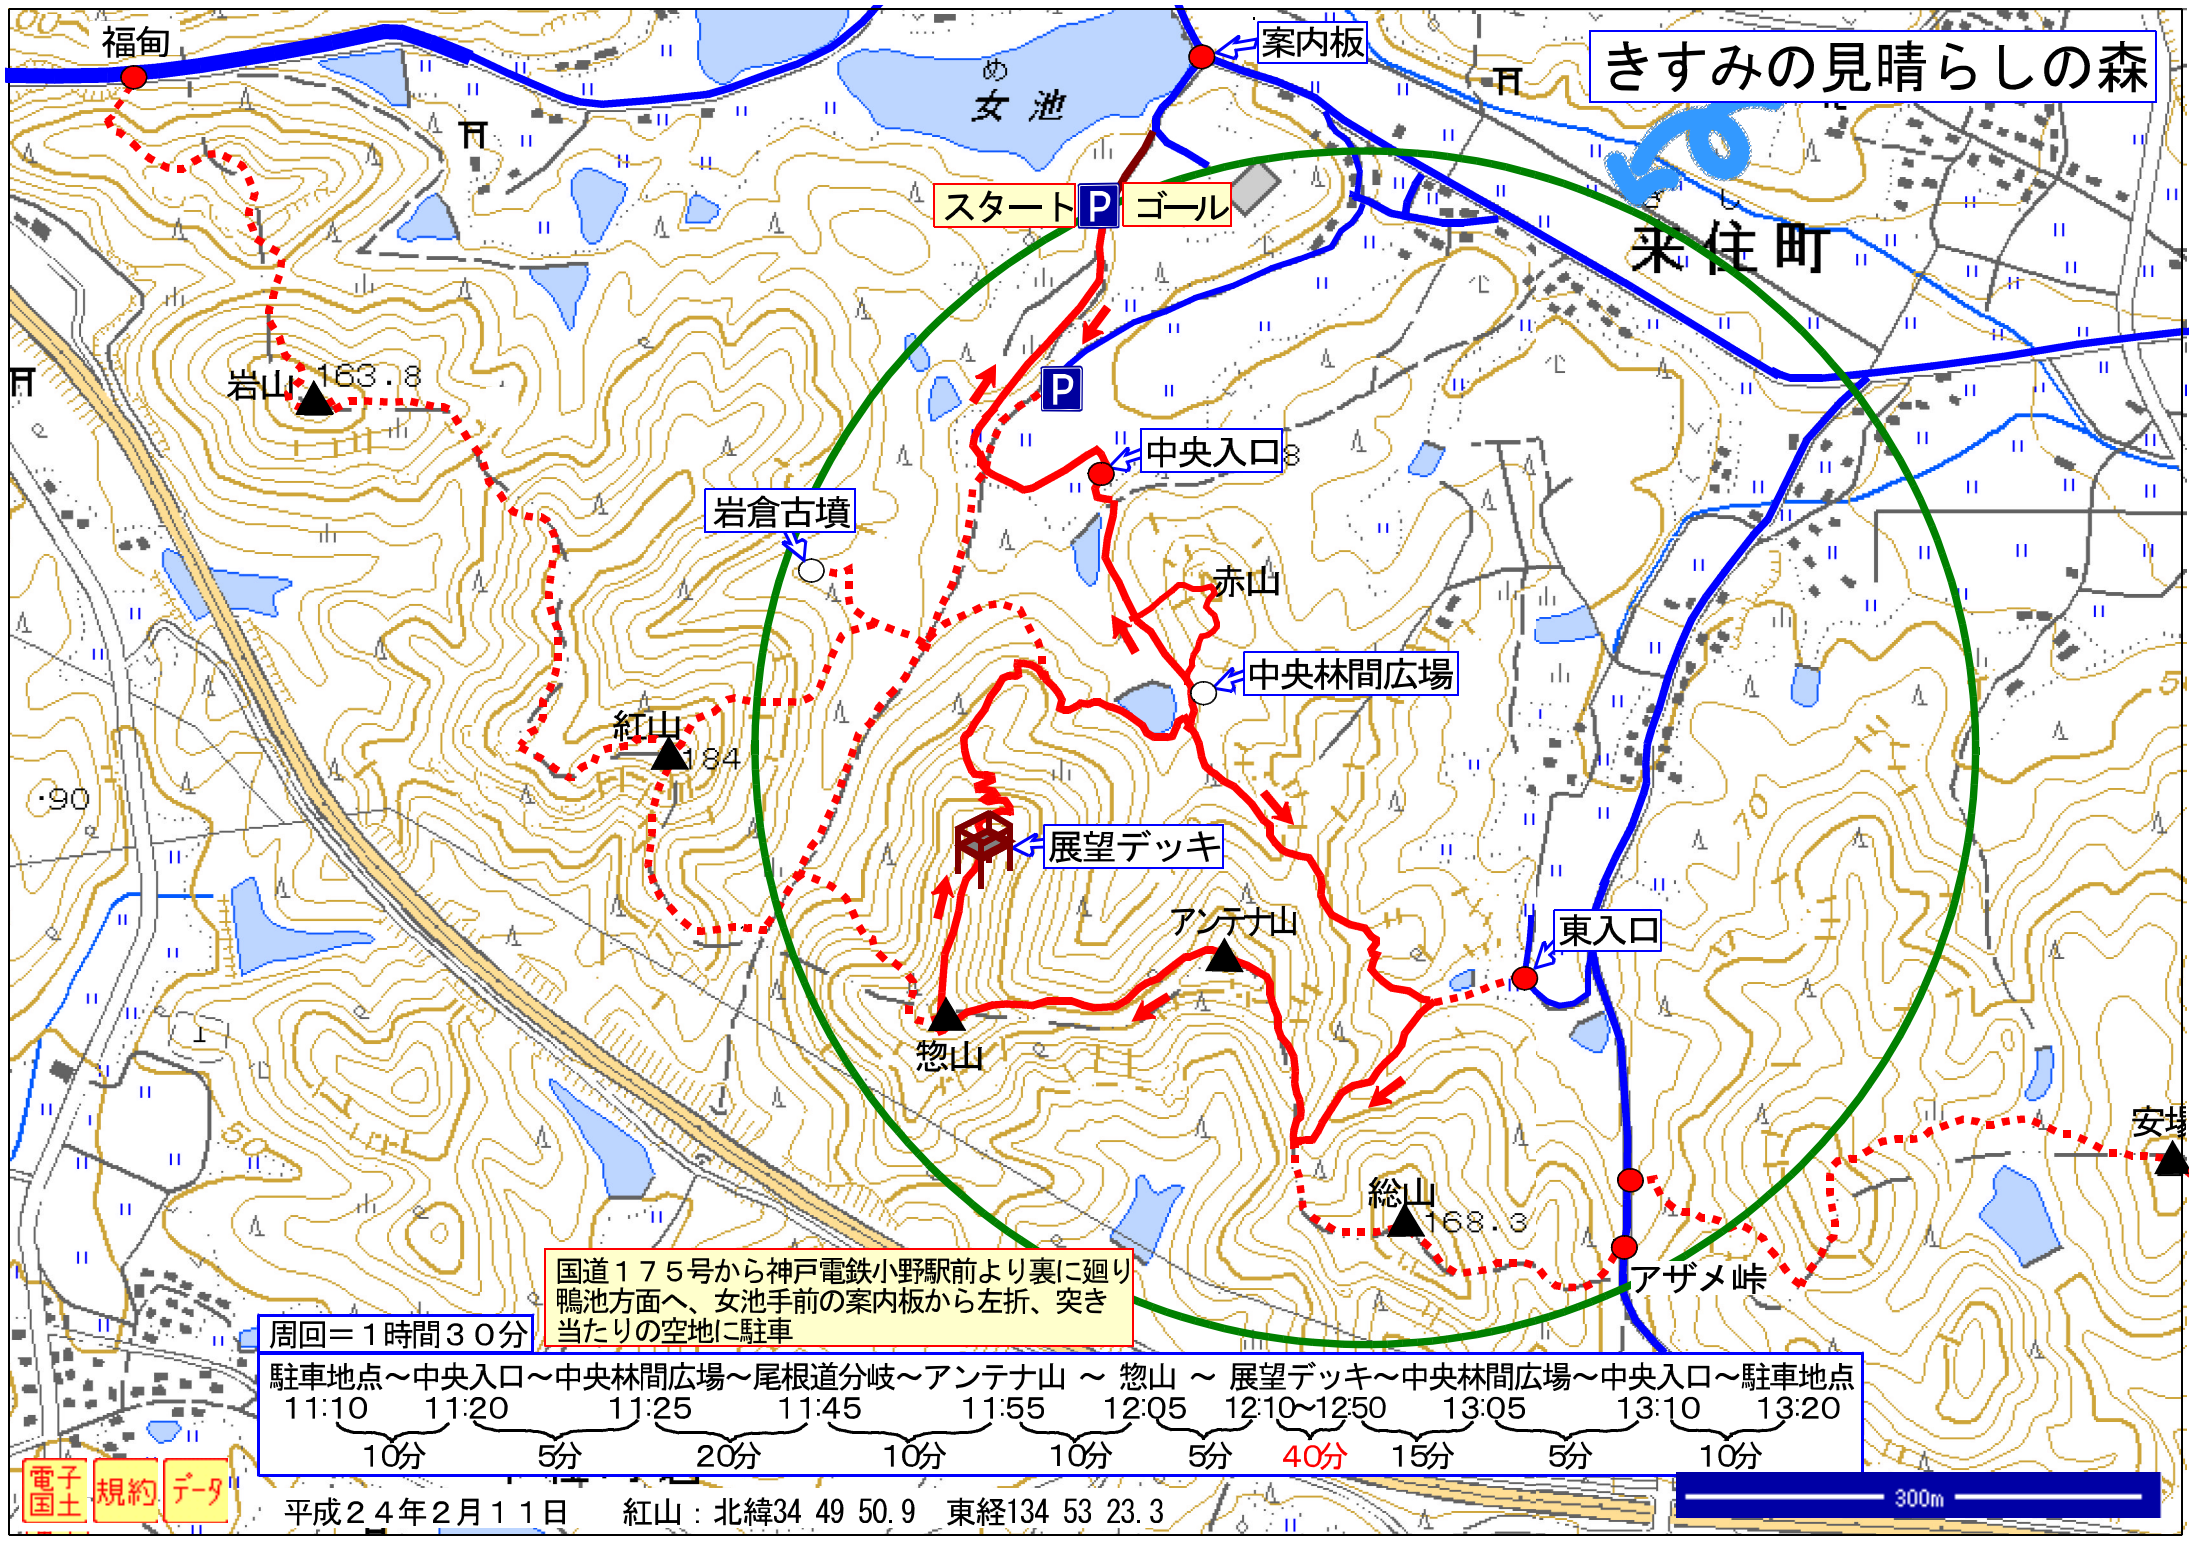 福甸
案内板
きすみの見晴らしの森
め
女池
スタート
P
ゴール
し
来住町
岩山
163.8
P
中央入口
8
岩倉古墳
赤山
中央林間広場
紅山
184
・90
70
展望デッキ
アンテナ山
東入口
惣山
50
総山
168.3
アザメ峠
国道１７５号から神戸電鉄小野駅前より裏に廻り
鴨池方面へ、女池手前の案内板から左折、突き
当たりの空地に駐車
周回＝１時間３０分
駐車地点～中央入口～中央林間広場～尾根道分岐～アンテナ山 ～ 惣山 ～ 展望デッキ～中央林間広場～中央入口～駐車地点
11:10 11:20 11:25 11:45 11:55 12:05 12:10～12:50 13:05 13:10 13:20
10分 5分 20分 10分 10分 5分 40分 15分 5分 10分
電子国土
規約
データ
平成２４年２月１１日 紅山：北緯34 49 50.9 東経134 53 23.3
300m